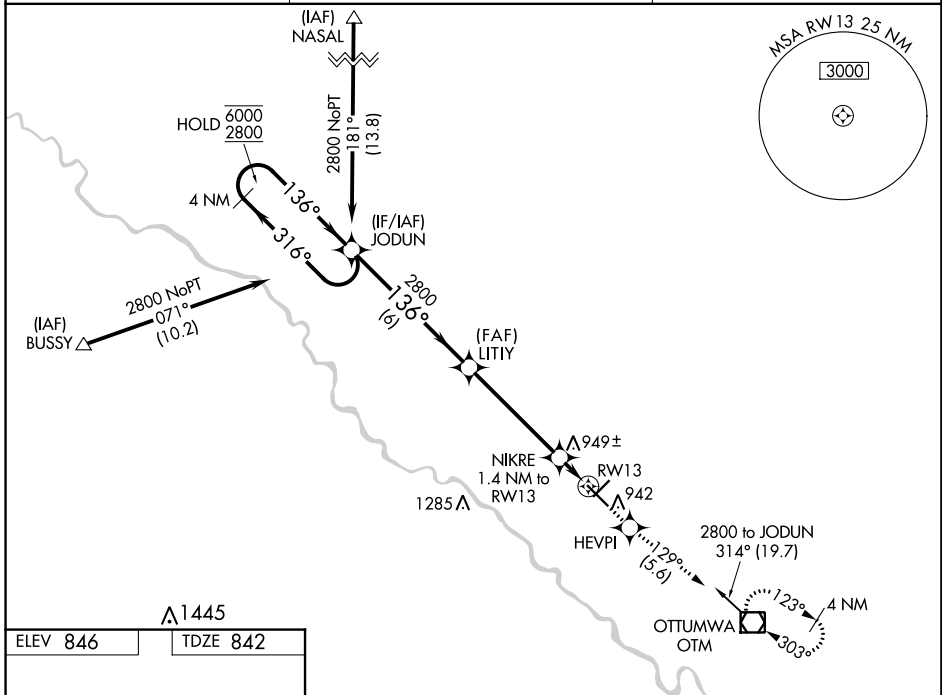 (IAF)
NASAL
MSA RW13 25 NM
3000
HOLD 6000
2800
2800 NoPT
181°
(13.8)
4 NM
136°
316°
(IF/IAF)
JODUN
2800 NoPT
071°
(10.2)
(IAF)
BUSSY
2800
136°
(6)
(FAF)
LITIY
949±
NIKRE
1.4 NM to
RW13
RW13
942
1285
HEVPI
129°
(5.6)
2800 to JODUN
314° (19.7)
123°
4 NM
303°
OTTUMWA
OTM
1445
ELEV 846
TDZE 842